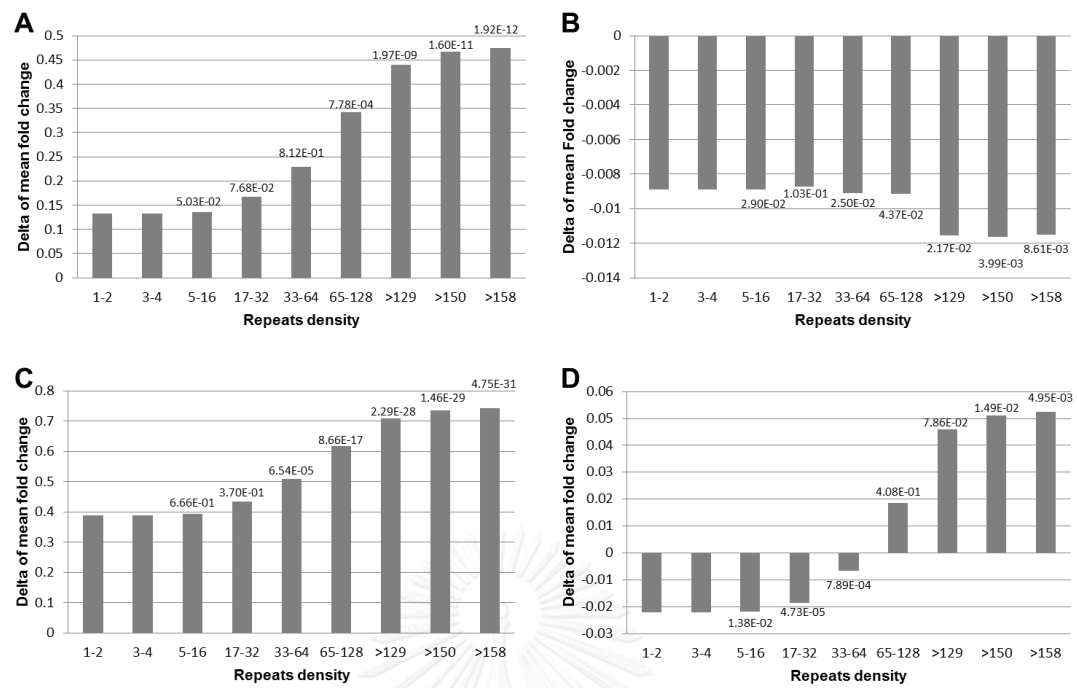 A
Delta of mean fold change
0.5
0.45
0.4
0.35
0.3
0.25
0.2
0.15
0.1
0.05
0
5.03E-02
7.68E-02
8.12E-01
7.78E-04
1.97E-09
1.60E-11
1.92E-12
1-2 3-4 5-16 17-32 33-64 65-128 >129 >150 >158
Repeats density
B
Delta of mean Fold change
0
-0.002
-0.004
-0.006
-0.008
-0.01
-0.012
-0.014
2.90E-02
1.03E-01
2.50E-02
4.37E-02
2.17E-02
3.99E-03
8.61E-03
1-2 3-4 5-16 17-32 33-64 65-128 >129 >150 >158
Repeats density
C
Delta of mean fold change
0.8
0.7
0.6
0.5
0.4
0.3
0.2
0.1
0
6.66E-01
3.70E-01
6.54E-05
8.66E-17
2.29E-28
1.46E-29
4.75E-31
1-2 3-4 5-16 17-32 33-64 65-128 >129 >150 >158
Repeats density
D
Delta of mean fold change
0.06
0.05
0.04
0.03
0.02
0.01
0
-0.01
-0.02
-0.03
1.38E-02
4.73E-05
7.89E-04
4.08E-01
7.86E-02
1.49E-02
4.95E-03
1-2 3-4 5-16 17-32 33-64 65-128 >129 >150 >158
Repeats density